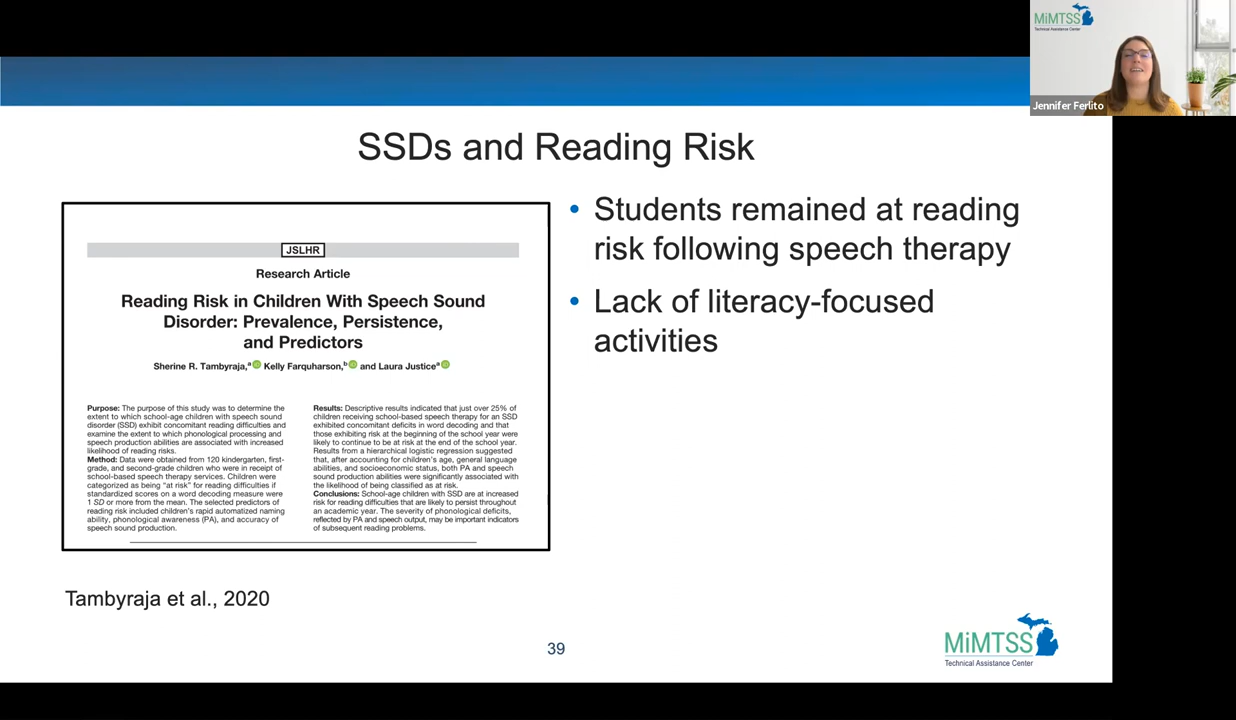 MiMTSS
Technical Assistance Center
Jennifer Ferlito
SSDs and Reading Risk
JSLHR
Research Article
Reading Risk in Children With Speech Sound
Disorder: Prevalence, Persistence,
and Predictors
Sherine R. Tambyraja,a Kelly Farquharson,b and Laura Justicea
Purpose: The purpose of this study was to determine the
extent to which school-age children with speech sound
disorder (SSD) exhibit concomitant reading difficulties and
examine the extent to which phonological processing and
speech production abilities are associated with increased
likelihood of reading risks.
Method: Data were obtained from 120 kindergarten, first-
grade, and second-grade children who were in receipt of
school-based speech therapy services. Children were
categorized as being "at risk" for reading difficulties if
standardized scores on a word decoding measure were
1 SD or more from the mean. The selected predictors of
reading risk included children's rapid automatized naming
ability, phonological awareness (PA), and accuracy of
speech sound production.
Results: Descriptive results indicated that just over 25% of
children receiving school-based speech therapy for an SSD
exhibited concomitant deficits in word decoding and that
those exhibiting risk at the beginning of the school year were
likely to continue to be at risk at the end of the school year.
Results from a hierarchical logistic regression suggested
that, after accounting for children's age, general language
abilities, and socioeconomic status, both PA and speech
sound production abilities were significantly associated with
the likelihood of being classified as at risk.
Conclusions: School-age children with SSD are at increased
risk for reading difficulties that are likely to persist throughout
an academic year. The severity of phonological deficits,
reflected by PA and speech output, may be important indicators
of subsequent reading problems.
• Students remained at reading
risk following speech therapy
• Lack of literacy-focused
activities
Tambyraja et al., 2020
39
MiMTSS
Technical Assistance Center